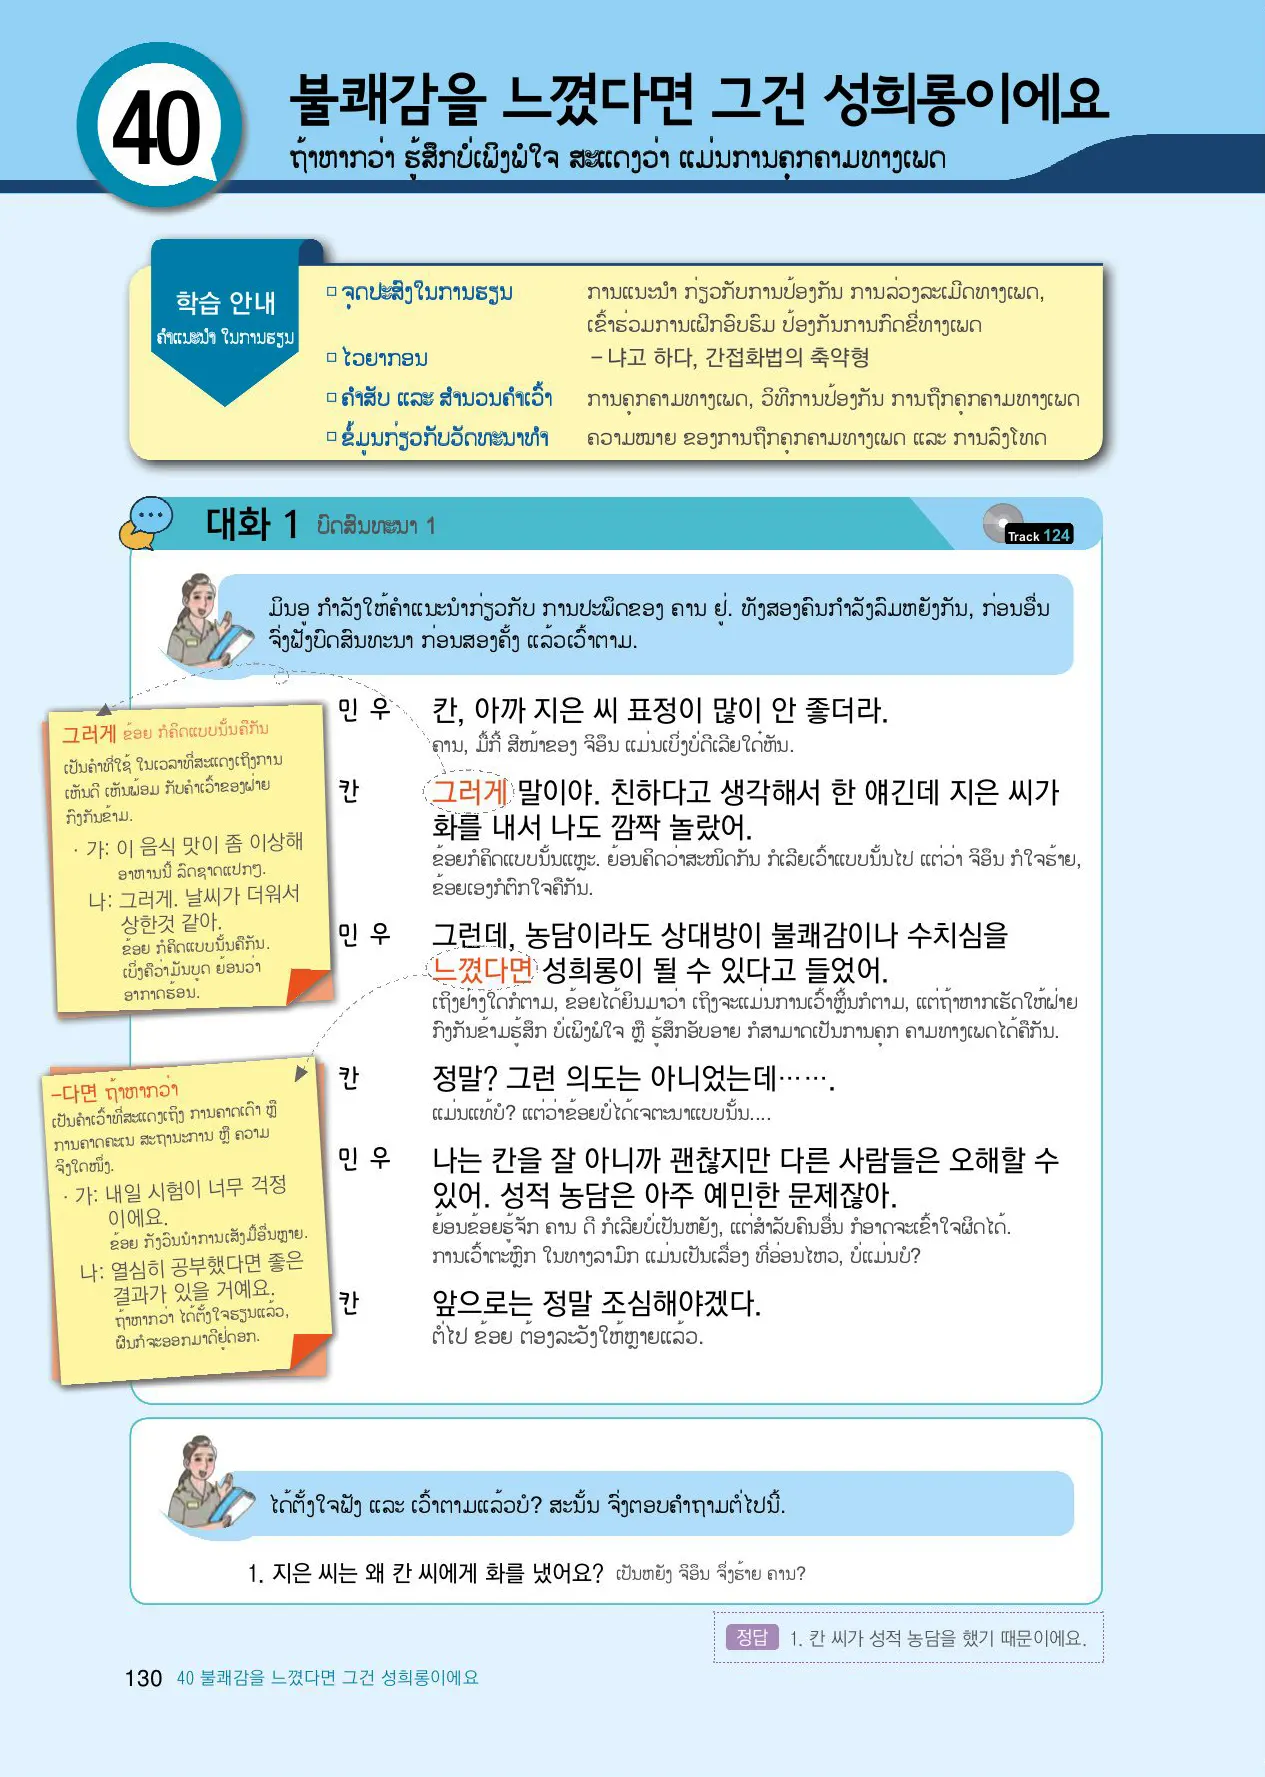 40
불쾌감을 느꼈다면 그건 성희롱이에요
ຖ້າຫາກວ່າ ຮູ້ສຶກບໍ່ເພິງພໍໃຈ ສະແດງວ່າ ແມ່ນການຄຸກຄາມທາງເພດ
학습 안내
ຄຳແນະນຳ ໃນການຮຽນ
□ ຈຸດປະສົງໃນການຮຽນ ການແນະນຳ ກ່ຽວກັບການປ້ອງກັນ ການລ່ວງລະເມີດທາງເພດ,
ເຂົ້າຮ່ວມການເຝິກອົບຮົມ ປ້ອງກັນການກົດຂີ່ທາງເພດ
□ ໄວຍາກອນ – 냐고 하다, 간접화법의 축약형
□ ຄຳສັບ ແລະ ສຳນວນຄຳເວົ້າ ການຄຸກຄາມທາງເພດ, ວິທີການປ້ອງກັນ ການຖືກຄຸກຄາມທາງເພດ
□ ຂໍ້ມູນກ່ຽວກັບວັດທະນາທຳ ຄວາມໝາຍ ຂອງການຖືກຄຸກຄາມທາງເພດ ແລະ ການລົງໂທດ
대화 1 ບົດສົນທະນາ 1
Track 124
ມິນອູ ກຳລັງໃຫ້ຄຳແນະນຳກ່ຽວກັບ ການປະພຶດຂອງ ຄານ ຢູ່. ທັງສອງຄົນກຳລັງລົມຫຍັງກັນ, ກ່ອນອື່ນ
ຈົ່ງຟັງບົດສົນທະນາ ກ່ອນສອງຄັ້ງ ແລ້ວເວົ້າຕາມ.
민 우 칸, 아까 지은 씨 표정이 많이 안 좋더라.
ຄານ, ມື້ກີ້ ສີໜ້າຂອງ ຈິອຶນ ແມ່ນເບິ່ງບໍ່ດີເລີຍໃດ໋ຫັນ.
칸 그러게 말이야. 친하다고 생각해서 한 얘긴데 지은 씨가
화를 내서 나도 깜짝 놀랐어.
ຂ້ອຍກໍຄິດແບບນັ້ນແຫຼະ. ຍ້ອນຄິດວ່າສະໜິດກັນ ກໍເລີຍເວົ້າແບບນັ້ນໄປ ແຕ່ວ່າ ຈິອຶນ ກໍໃຈຮ້າຍ,
ຂ້ອຍເອງກໍຕົກໃຈຄືກັນ.
민 우 그런데, 농담이라도 상대방이 불쾌감이나 수치심을
느꼈다면 성희롱이 될 수 있다고 들었어.
ເຖິງຢ່າງໃດກໍຕາມ, ຂ້ອຍໄດ້ຍິນມາວ່າ ເຖິງຈະແມ່ນການເວົ້າຫຼິ້ນກໍຕາມ, ແຕ່ຖ້າຫາກເຮັດໃຫ້ຝ່າຍ
ກົງກັນຂ້າມຮູ້ສຶກ ບໍ່ເພິງພໍໃຈ ຫຼື ຮູ້ສຶກອັບອາຍ ກໍສາມາດເປັນການຄຸກ ຄາມທາງເພດໄດ້ຄືກັນ.
칸 정말? 그런 의도는 아니었는데…….
ແມ່ນແທ້ບໍ? ແຕ່ວ່າຂ້ອຍບໍ່ໄດ້ເຈຕະນາແບບນັ້ນ....
민 우 나는 칸을 잘 아니까 괜찮지만 다른 사람들은 오해할 수
있어. 성적 농담은 아주 예민한 문제잖아.
ຍ້ອນຂ້ອຍຮູ້ຈັກ ຄານ ດີ ກໍເລີຍບໍ່ເປັນຫຍັງ, ແຕ່ສຳລັບຄົນອື່ນ ກໍອາດຈະເຂົ້າໃຈຜິດໄດ້.
ການເວົ້າຕະຫຼົກ ໃນທາງລາມົກ ແມ່ນເປັນເລື່ອງ ທີ່ອ່ອນໄຫວ, ບໍ່ແມ່ນບໍ?
칸 앞으로는 정말 조심해야겠다.
ຕໍ່ໄປ ຂ້ອຍ ຕ້ອງລະວັງໃຫ້ຫຼາຍແລ້ວ.
그러게 ຂ້ອຍ ກໍຄິດແບບນັ້ນຄືກັນ
ເປັນຄຳທີ່ໃຊ້ ໃນເວລາທີ່ສະແດງເຖິງການ
ເຫັນດີ ເຫັນພ້ອມ ກັບຄຳເວົ້າຂອງຝ່າຍ
ກົງກັນຂ້າມ.
· 가: 이 음식 맛이 좀 이상해
ອາຫານນີ້ ລົດຊາດແປກໆ.
나: 그러게. 날씨가 더워서
상한것 같아.
ຂ້ອຍ ກໍຄິດແບບນັ້ນຄືກັນ.
ເບິ່ງຄືວ່າມັນບູດ ຍ້ອນວ່າ
ອາກາດຮ້ອນ.
-다면 ຖ້າຫາກວ່າ
ເປັນຄຳເວົ້າທີ່ສະແດງເຖິງ ການຄາດເດົາ ຫຼື
ການຄາດຄະເນ ສະຖານະການ ຫຼື ຄວາມ
ຈິງໃດໜຶ່ງ.
· 가: 내일 시험이 너무 걱정
이에요.
ຂ້ອຍ ກັງວົນນຳການເສັງມື້ອື່ນຫຼາຍ.
나: 열심히 공부했다면 좋은
결과가 있을 거예요.
ຖ້າຫາກວ່າ ໄດ້ຕັ້ງໃຈຮຽນແລ້ວ,
ຜົນກໍຈະອອກມາດີຢູ່ດອກ.
ໄດ້ຕັ້ງໃຈຟັງ ແລະ ເວົ້າຕາມແລ້ວບໍ? ສະນັ້ນ ຈົ່ງຕອບຄຳຖາມຕໍ່ໄປນີ້.
1. 지은 씨는 왜 칸 씨에게 화를 냈어요? ເປັນຫຍັງ ຈິອຶນ ຈຶ່ງຮ້າຍ ຄານ?
정답 1. 칸 씨가 성적 농담을 했기 때문이에요.
130 40 불쾌감을 느꼈다면 그건 성희롱이에요